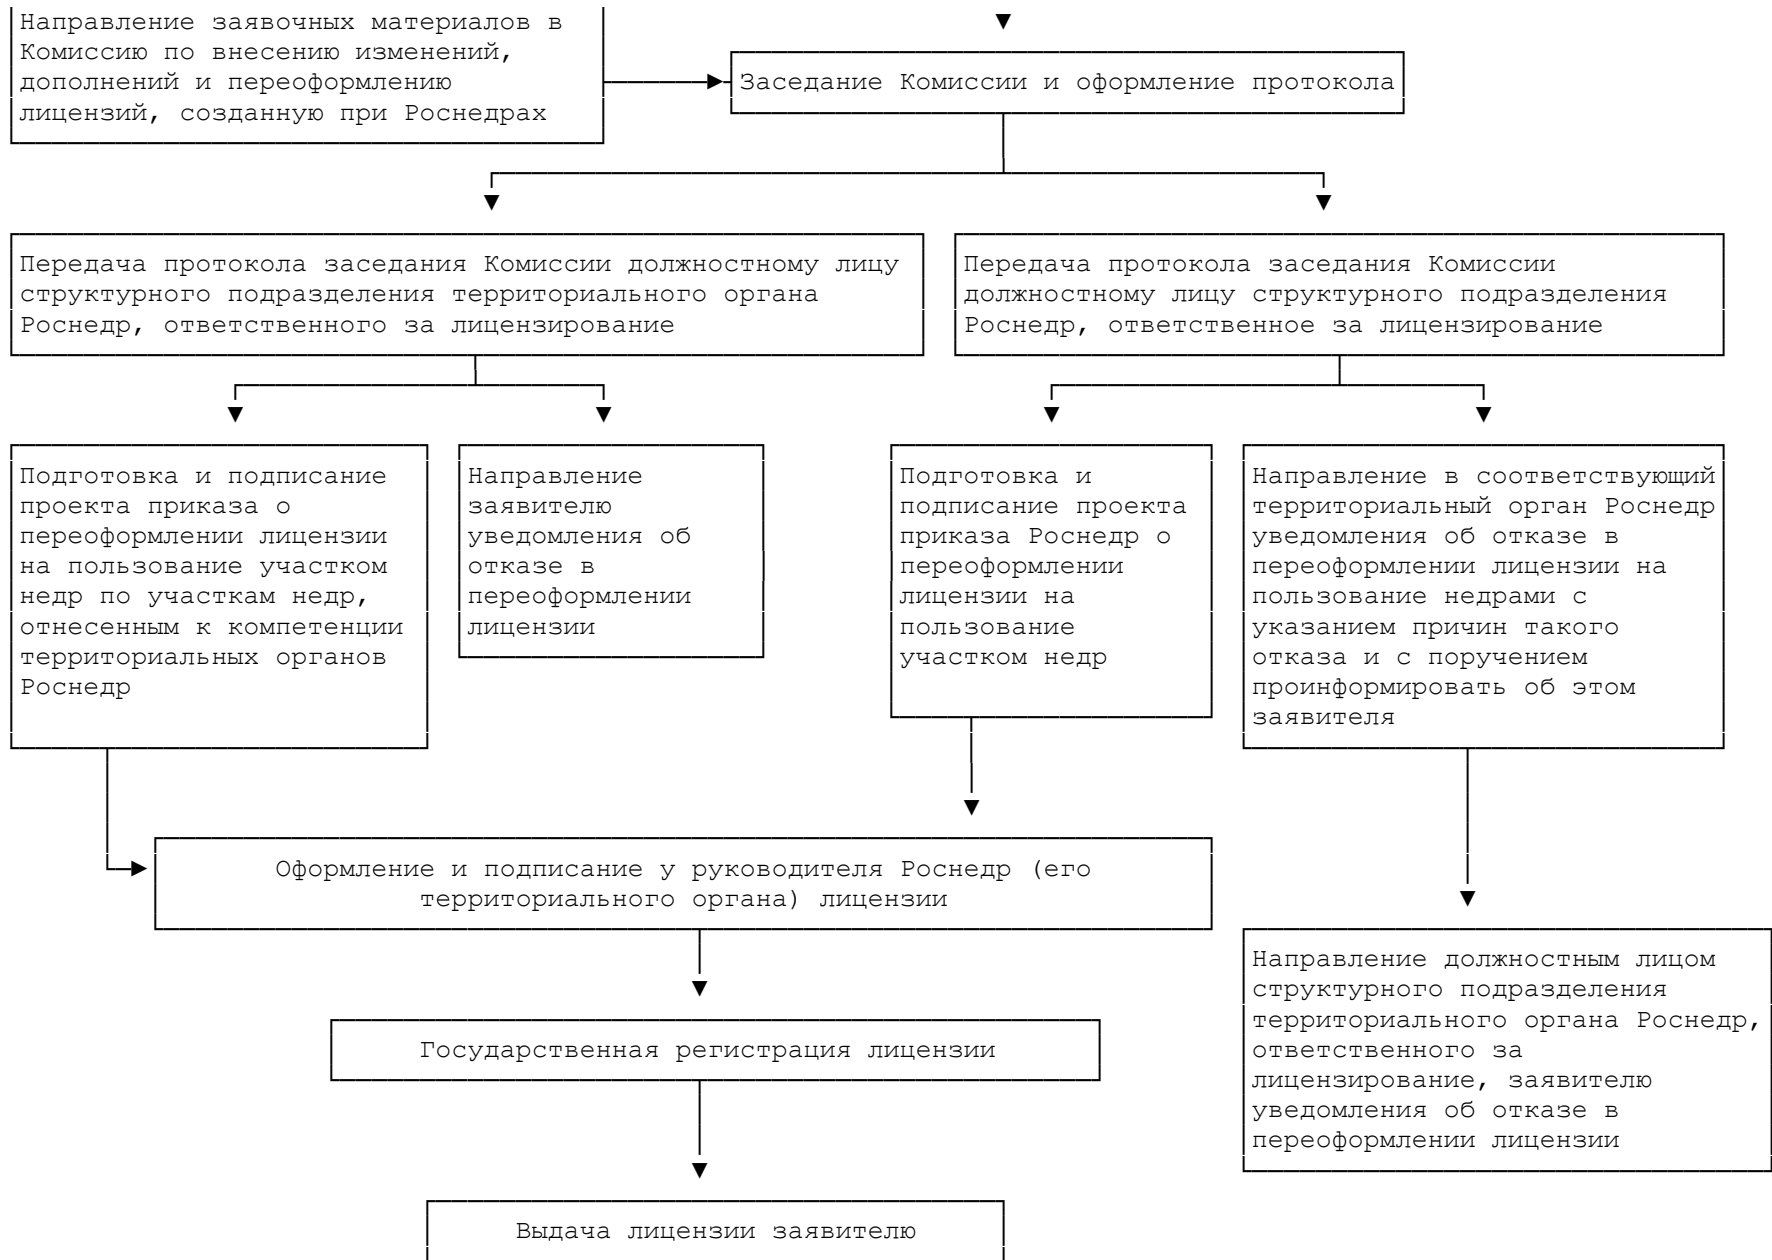 Направление заявочных материалов в
Комиссию по внесению изменений,
дополнений и переоформлению
лицензий, созданную при Роснедрах
Заседание Комиссии и оформление протокола
Передача протокола заседания Комиссии должностному лицу
структурного подразделения территориального органа
Роснедр, ответственного за лицензирование
Передача протокола заседания Комиссии
должностному лицу структурного подразделения
Роснедр, ответственное за лицензирование
Подготовка и подписание
проекта приказа о
переоформлении лицензии
на пользование участком
недр по участкам недр,
отнесенным к компетенции
территориальных органов
Роснедр
Направление
заявителю
уведомления об
отказе в
переоформлении
лицензии
Подготовка и
подписание проекта
приказа Роснедр о
переоформлении
лицензии на
пользование
участком недр
Направление в соответствующий
территориальный орган Роснедр
уведомления об отказе в
переоформлении лицензии на
пользование недрами с
указанием причин такого
отказа и с поручением
проинформировать об этом
заявителя
Оформление и подписание у руководителя Роснедр (его
территориального органа) лицензии
Направление должностным лицом
структурного подразделения
территориального органа Роснедр,
ответственного за
лицензирование, заявителю
уведомления об отказе в
переоформлении лицензии
Государственная регистрация лицензии
Выдача лицензии заявителю